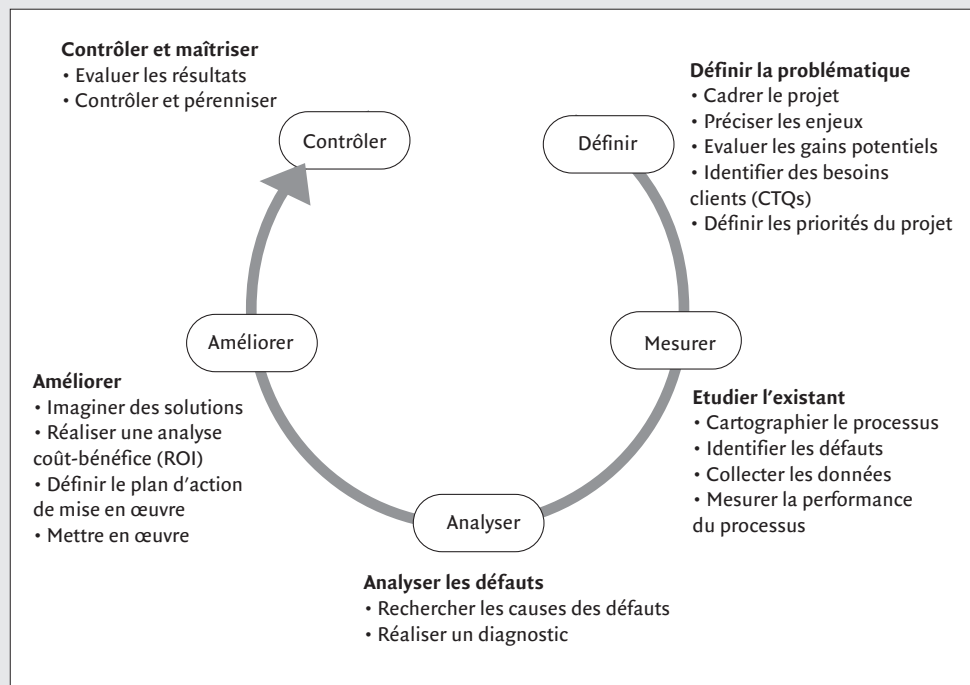 Contrôler et maîtriser
• Evaluer les résultats
• Contrôler et pérenniser
Contrôler
Définir
Définir la problématique
• Cadrer le projet
• Préciser les enjeux
• Evaluer les gains potentiels
• Identifier des besoins
clients (CTQs)
• Définir les priorités du projet
Améliorer
Mesurer
Améliorer
• Imaginer des solutions
• Réaliser une analyse
coût-bénéfice (ROI)
• Définir le plan d’action
de mise en œuvre
• Mettre en œuvre
Etudier l’existant
• Cartographier le processus
• Identifier les défauts
• Collecter les données
• Mesurer la performance
du processus
Analyser
Analyser les défauts
• Rechercher les causes des défauts
• Réaliser un diagnostic